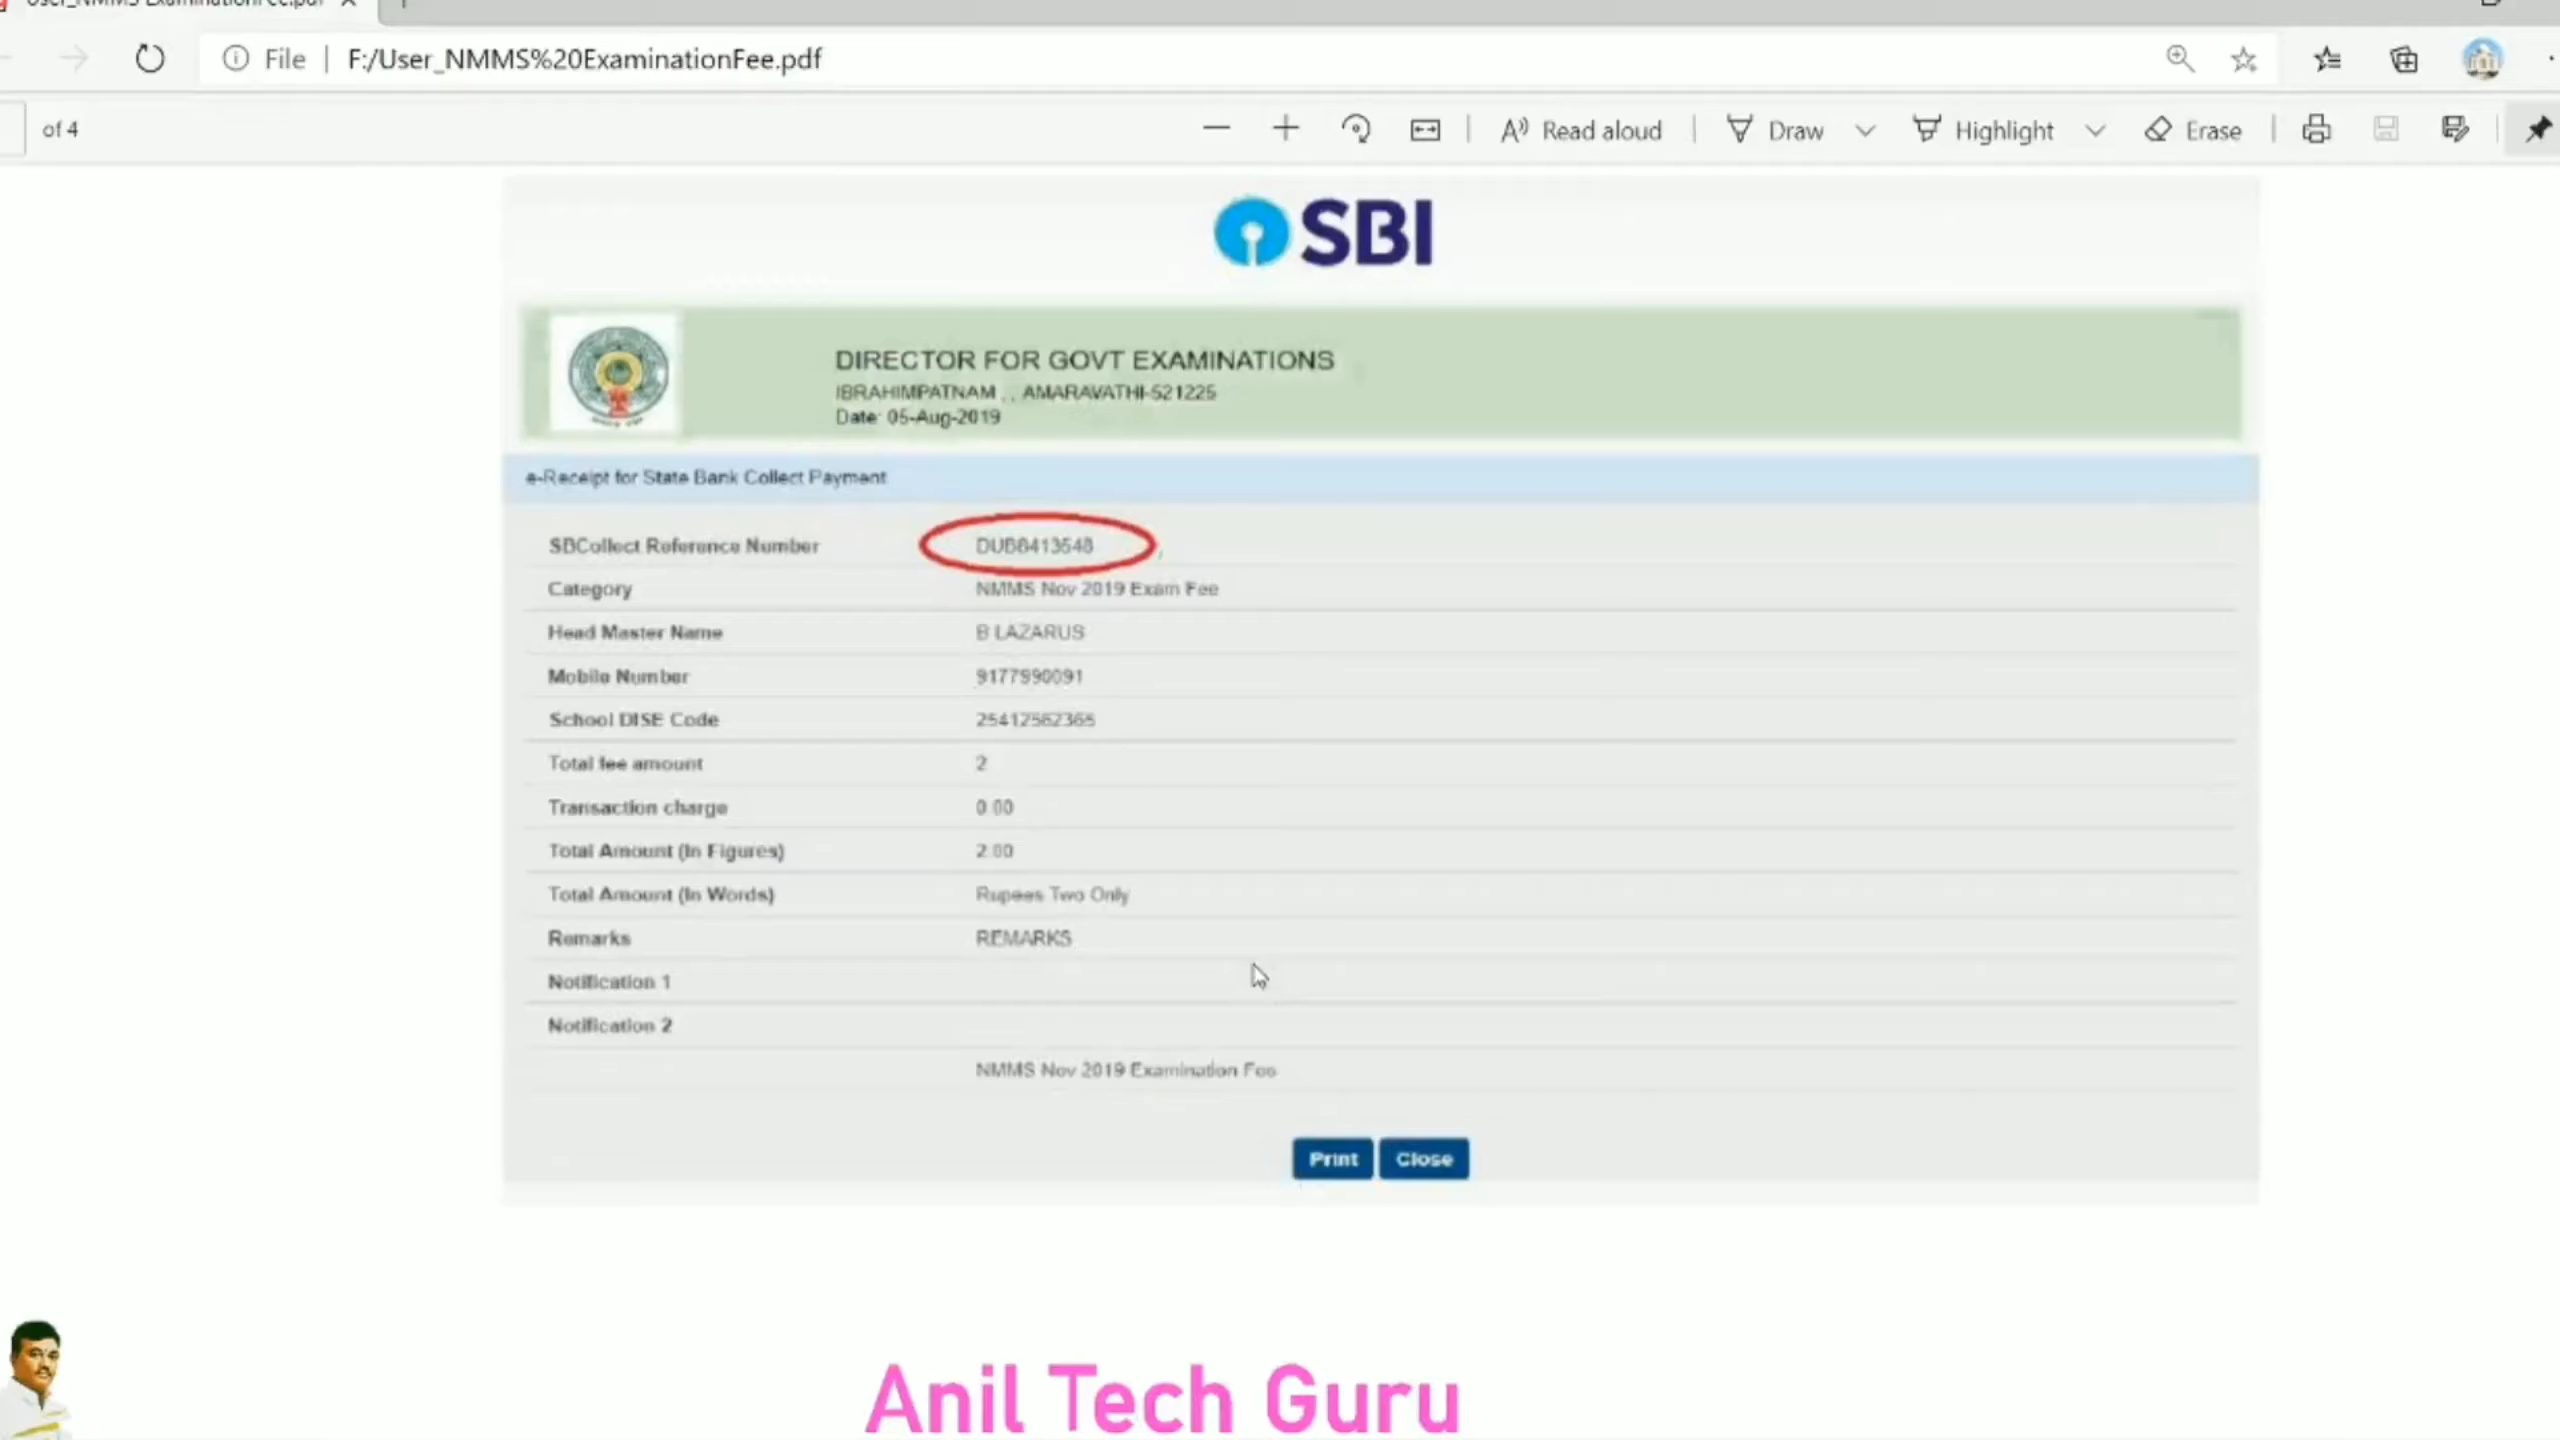 File | F:/User_NMMS%20ExaminationFee.pdf
of 4
Read aloud
Draw
Highlight
Erase
SBI
DIRECTOR FOR GOVT EXAMINATIONS
IBRAHIMPATNAM , , AMARAVATHI-521225
Date: 05-Aug-2019
e-Receipt for State Bank Collect Payment
SBCollect Reference Number
Category NMMS Nov 2019 Exam Fee
Head Master Name B LAZARUS
Mobile Number 9177990091
School DISE Code
Total fee amount 2
Transaction charge 0.00
Total Amount (In Figures) 2.00
Total Amount (In Words) Rupees Two Only
Remarks REMARKS
Notification 1
Notification 2
NMMS Nov 2019 Examination Fee
Print Close
Anil Tech Guru